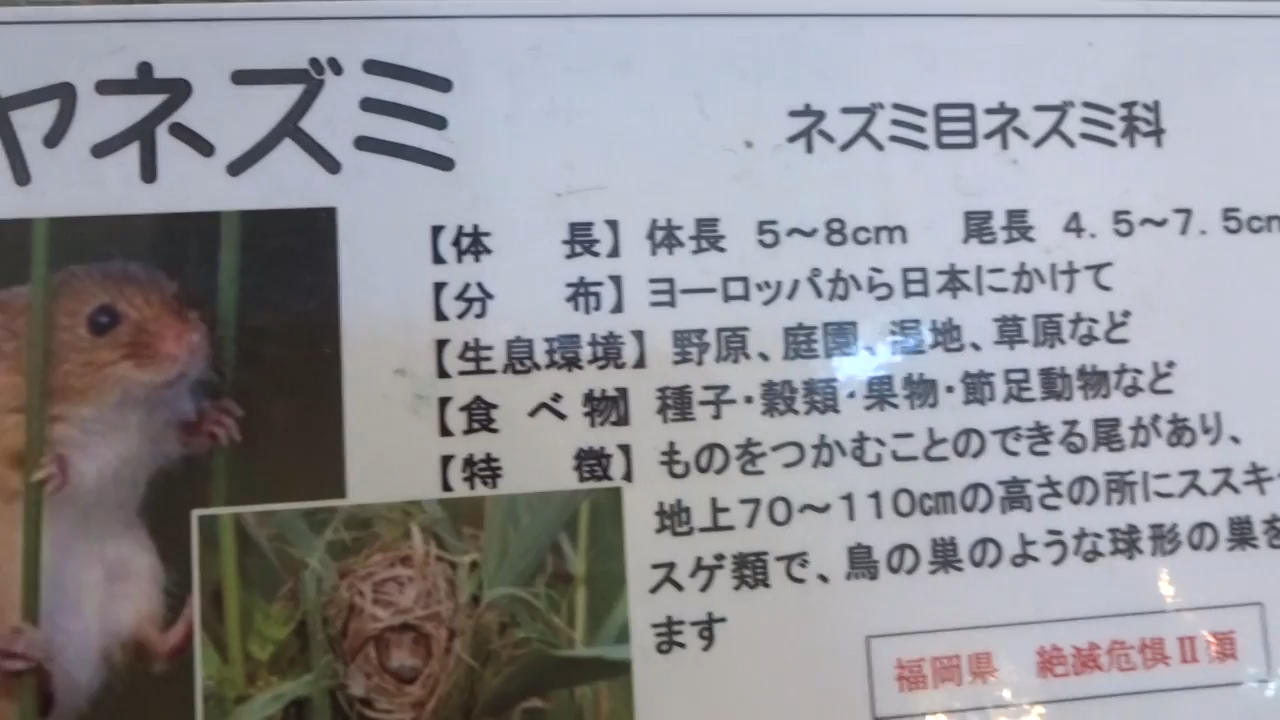 ヤネズミ
ネズミ目ネズミ科
【体 長】 体長 5～8cm 尾長 4.5～7.5cm
【分 布】 ヨーロッパから日本にかけて
【生息環境】 野原、庭園、湿地、草原など
【食 べ 物】 種子・穀類・果物・節足動物など
【特 徴】 ものをつかむことのできる尾があり、
地上70～110cmの高さの所にススキ・
スゲ類で、鳥の巣のような球形の巣を
ます
福岡県 絶滅危惧Ⅱ類